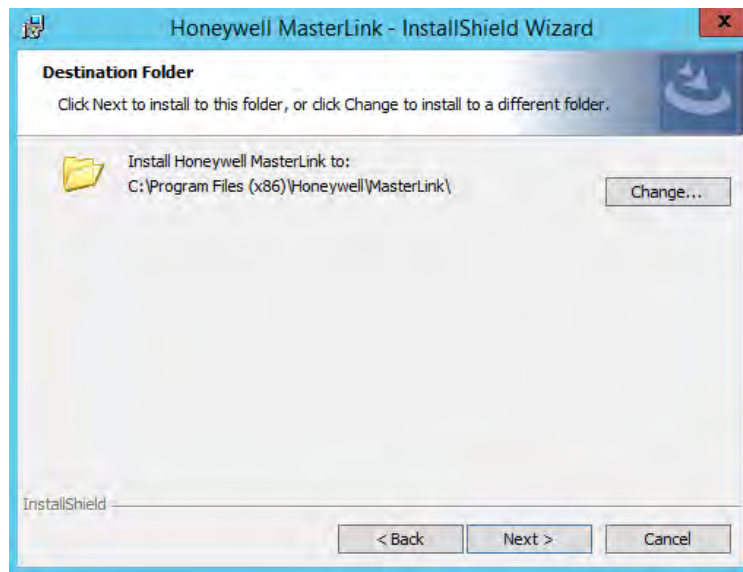 Honeywell MasterLink - InstallShield Wizard
x
Destination Folder
Click Next to install to this folder, or click Change to install to a different folder.
Install Honeywell MasterLink to:
C:\Program Files (x86)\Honeywell\MasterLink\
Change...
InstallShield
< Back
Next >
Cancel